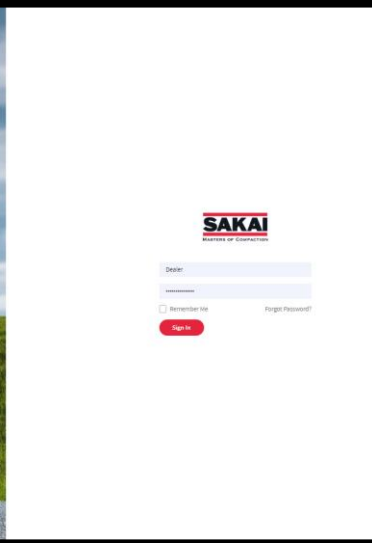 SAKAI
MASTERS OF COMPACTION
Dealer
Remember Me
Forgot Password?
Sign In